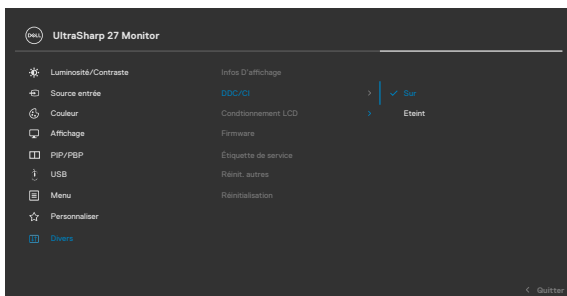 DELL UltraSharp 27 Monitor
Luminosité/Contraste Infos D'affichage
Source entrée DDC/CI > ✓ Sur
Couleur Condtionnement LCD > Eteint
Affichage Firmware
PIP/PBP Étiquette de service
USB Réinit. autres
Menu Réinitialisation
Personnaliser
Divers
< Quitter